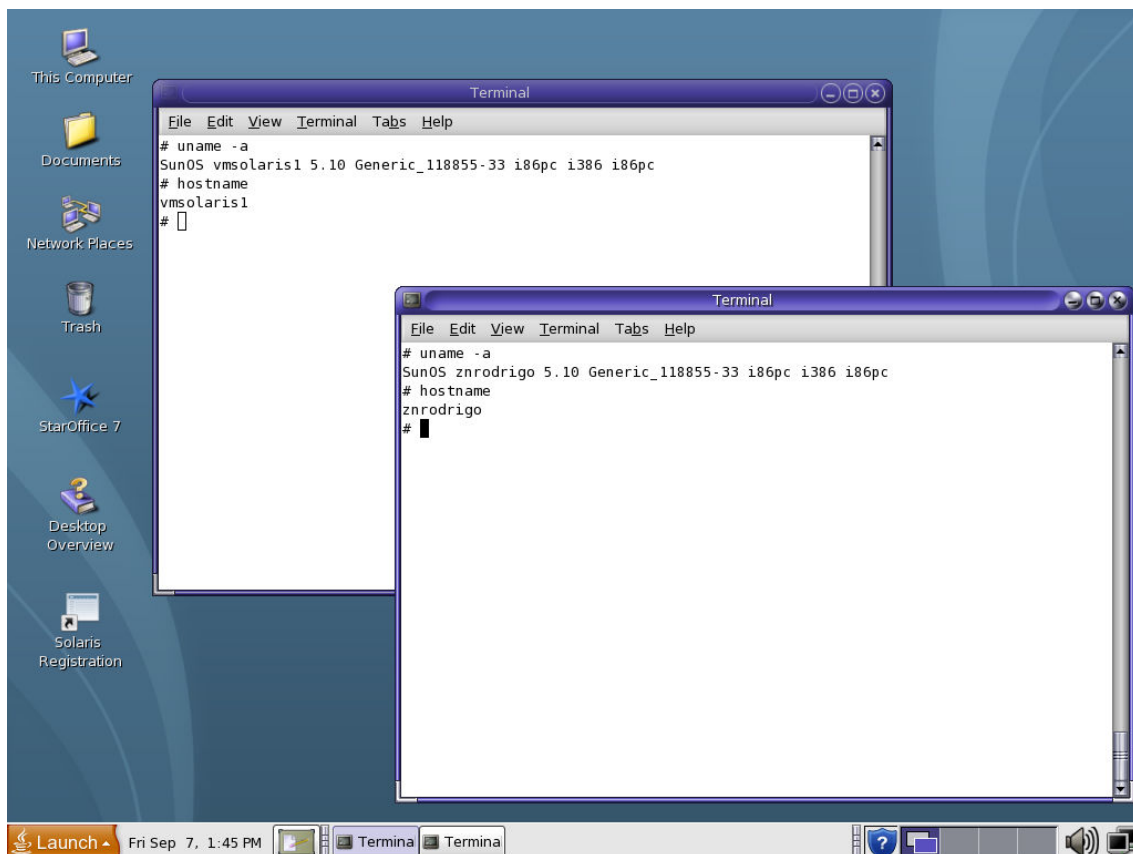 This Computer
Documents
Network Places
Trash
StarOffice 7
Desktop
Overview
Solaris
Registration
Terminal
File Edit View Terminal Tabs Help
# uname -a
SunOS vmsolaris1 5.10 Generic_118855-33 i86pc i386 i86pc
# hostname
vmsolaris1
#
Terminal
File Edit View Terminal Tabs Help
# uname -a
SunOS znrodrigo 5.10 Generic_118855-33 i86pc i386 i86pc
# hostname
znrodrigo
#
Launch Fri Sep 7, 1:45 PM Termina Termina